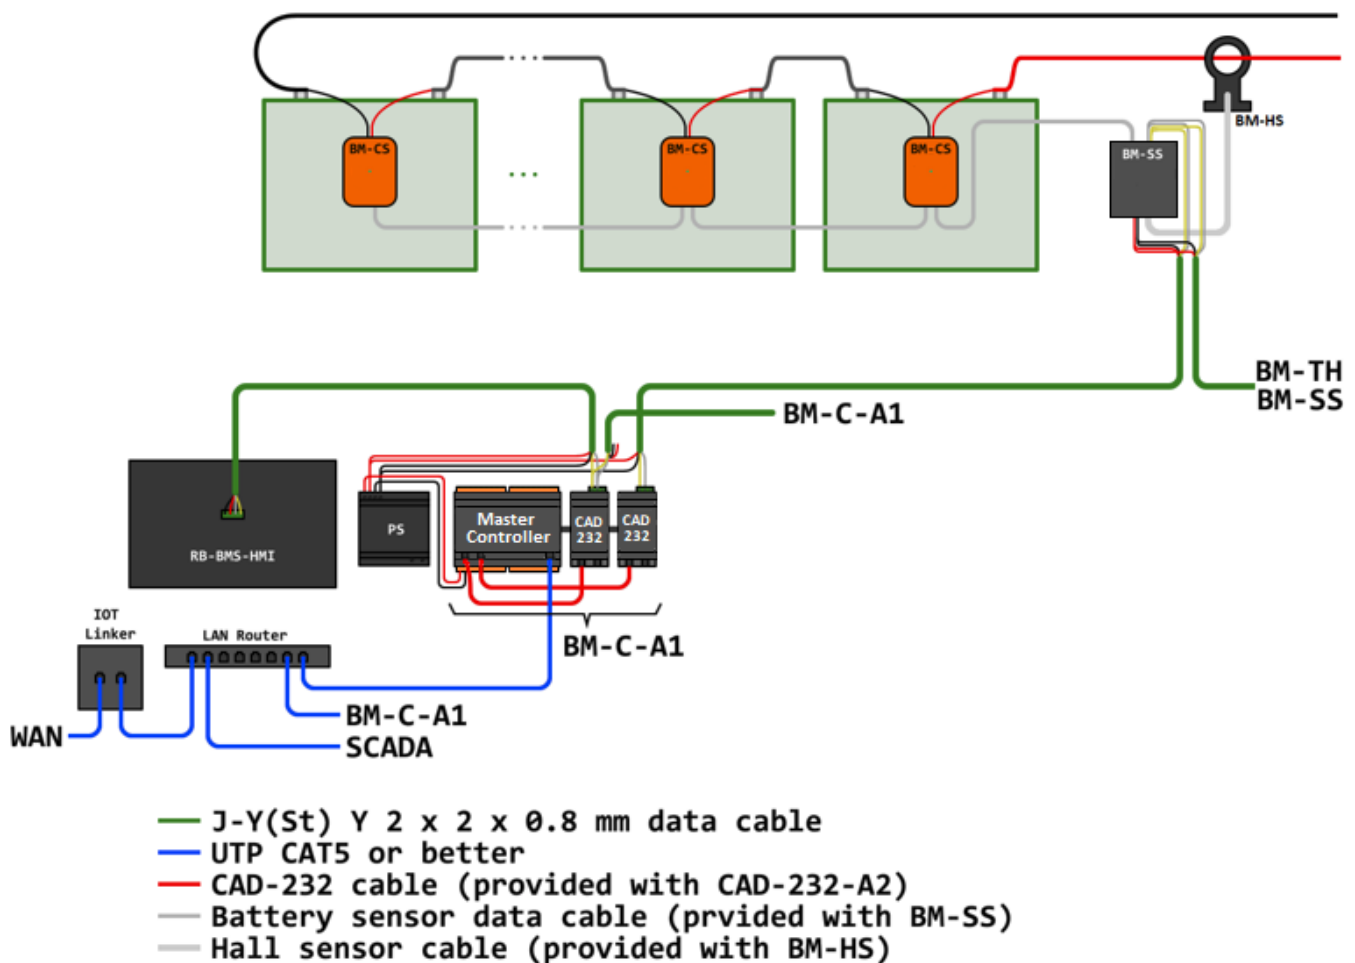 BM-CS
BM-CS
BM-CS
BM-SS
BM-HS
BM-TH
BM-SS
BM-C-A1
RB-BMS-HMI
PS
Master
Controller
CAD
232
CAD
232
BM-C-A1
IOT
Linker
LAN Router
WAN
BM-C-A1
SCADA
J-Y(St) Y 2 x 2 x 0.8 mm data cable
UTP CAT5 or better
CAD-232 cable (provided with CAD-232-A2)
Battery sensor data cable (prvided with BM-SS)
Hall sensor cable (provided with BM-HS)